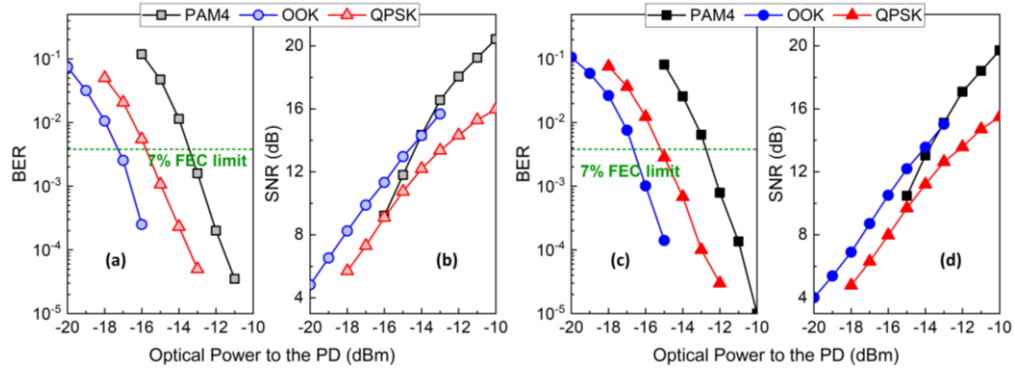 PAM4 OOK QPSK
PAM4 OOK QPSK
BER
10^-1
10^-2
10^-3
10^-4
10^-5
7% FEC limit
(a)
-20 -18 -16 -14 -12 -10
SNR (dB)
20
16
12
8
4
(b)
-20 -18 -16 -14 -12 -10
Optical Power to the PD (dBm)
BER
10^-1
10^-2
10^-3
10^-4
10^-5
7% FEC limit
(c)
-20 -18 -16 -14 -12 -10
SNR (dB)
20
16
12
8
4
(d)
-20 -18 -16 -14 -12 -10
Optical Power to the PD (dBm)